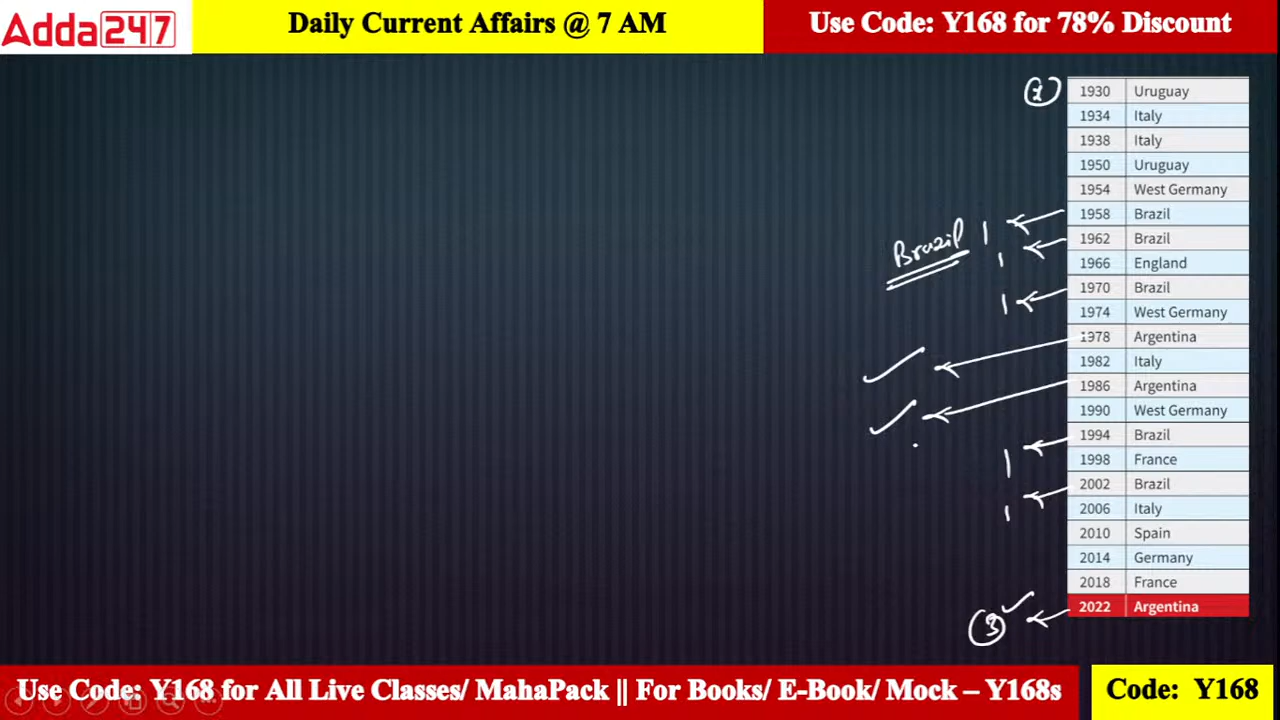 Adda247
Daily Current Affairs @ 7 AM
Use Code: Y168 for 78% Discount
1930 Uruguay
1934 Italy
1938 Italy
1950 Uruguay
1954 West Germany
1958 Brazil
Brazil
1962 Brazil
1966 England
1970 Brazil
1974 West Germany
1978 Argentina
1982 Italy
1986 Argentina
1990 West Germany
1994 Brazil
1998 France
2002 Brazil
2006 Italy
2010 Spain
2014 Germany
2018 France
2022 Argentina
3
Use Code: Y168 for All Live Classes/ MahaPack || For Books/ E-Book/ Mock – Y168s
Code: Y168